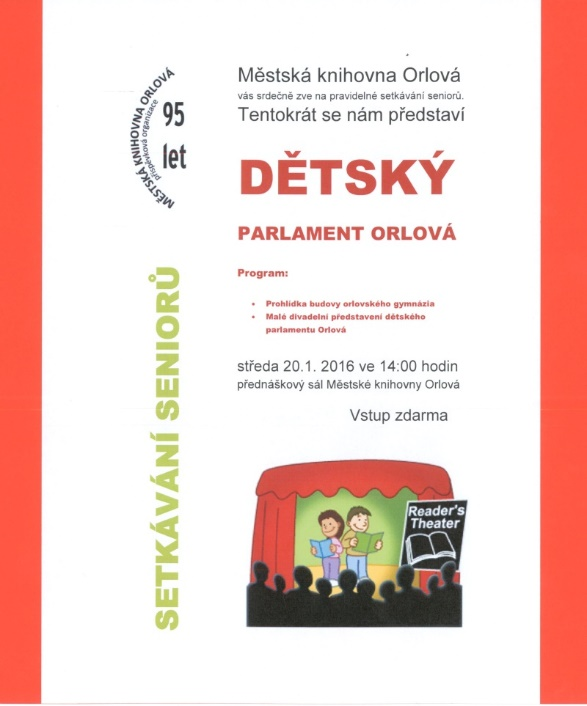 MĚSTSKÁ KNIHOVNA ORLOVÁ
příspěvková organizace
95
let
SETKÁVÁNÍ SENIORŮ
Městská knihovna Orlová
vás srdečně zve na pravidelné setkávání seniorů.
Tentokrát se nám představí
DĚTSKÝ
PARLAMENT ORLOVÁ
Program:
• Prohlídka budovy orlovského gymnázia
• Malé divadelní představení dětského
parlamentu Orlová
středa 20.1. 2016 ve 14:00 hodin
přednáškový sál Městské knihovny Orlová
Vstup zdarma
Reader's
Theater